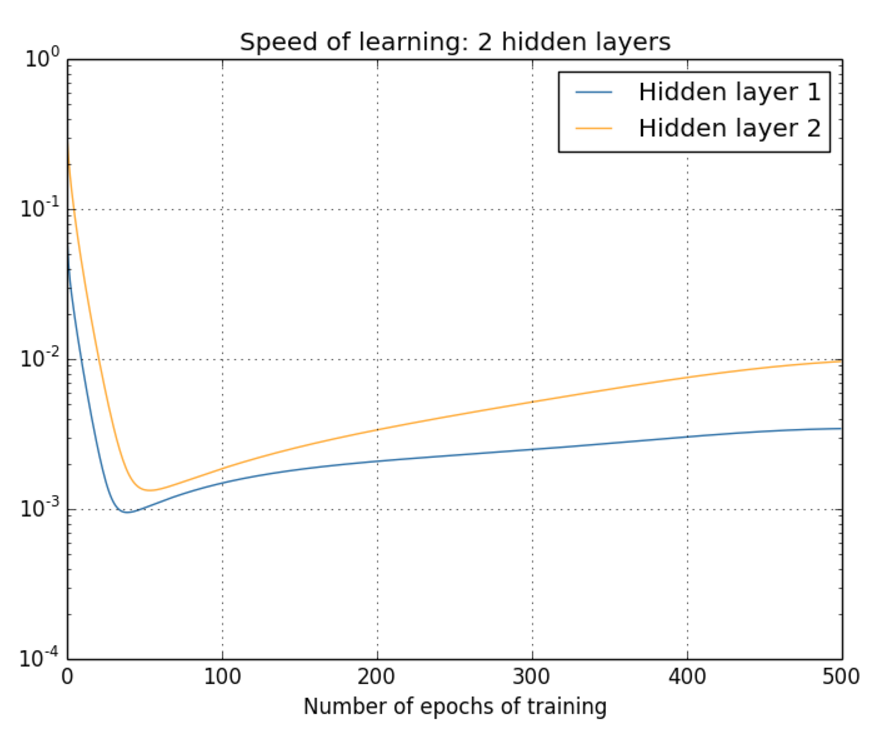 Speed of learning: 2 hidden layers
10^0
Hidden layer 1
Hidden layer 2
10^-1
10^-2
10^-3
10^-4
0 100 200 300 400 500
Number of epochs of training